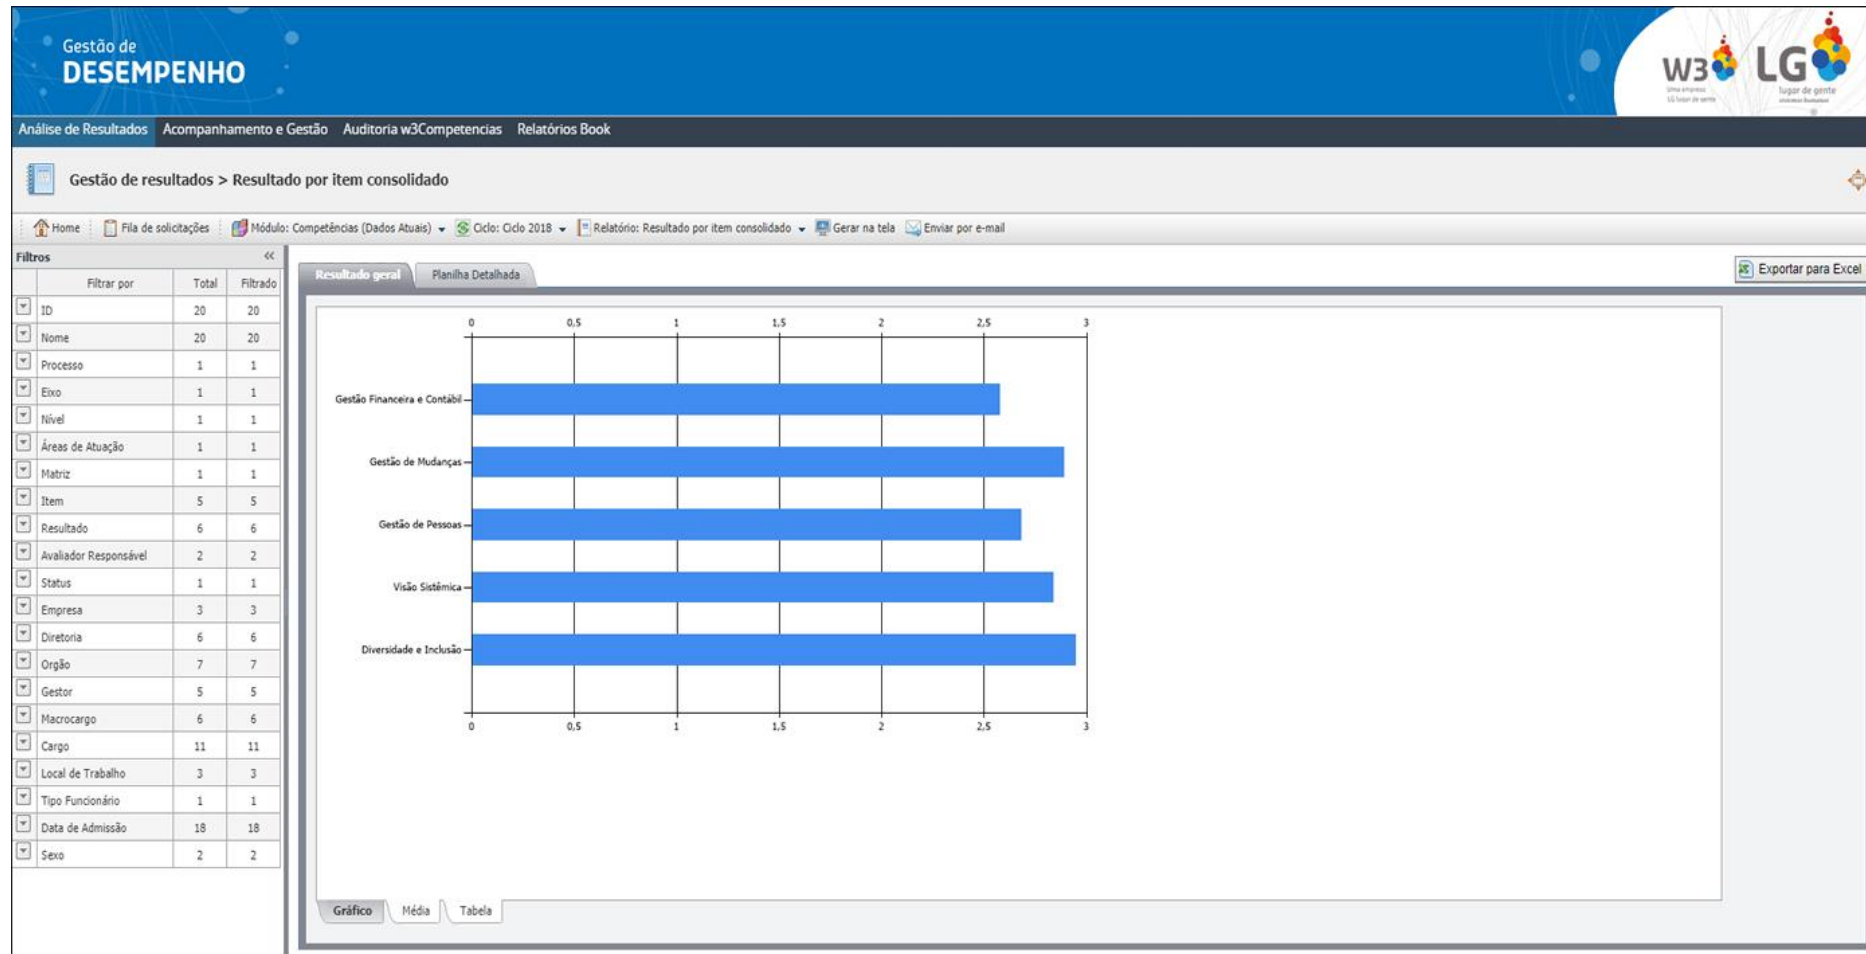 Gestão de
DESEMPENHO
W3
Uma empresa
LG lugar de gente
LG
lugar de gente
Análise de Resultados Acompanhamento e Gestão Auditoria w3Competencias Relatórios Book
Gestão de resultados > Resultado por item consolidado
Home Fila de solicitações Módulo: Competências (Dados Atuais) Ciclo: Ciclo 2018 Relatório: Resultado por item consolidado Gerar na tela Enviar por e-mail
Filtros <<
Filtrar por Total Filtrado
ID 20 20
Nome 20 20
Processo 1 1
Eixo 1 1
Nível 1 1
Áreas de Atuação 1 1
Matriz 1 1
Item 5 5
Resultado 6 6
Avaliador Responsável 2 2
Status 1 1
Empresa 3 3
Diretoria 6 6
Orgão 7 7
Gestor 5 5
Macrocargo 6 6
Cargo 11 11
Local de Trabalho 3 3
Tipo Funcionário 1 1
Data de Admissão 18 18
Sexo 2 2
Resultado geral Planilha Detalhada
Exportar para Excel
0 0,5 1 1,5 2 2,5 3
Gestão Financeira e Contábil
Gestão de Mudanças
Gestão de Pessoas
Visão Sistêmica
Diversidade e Inclusão
0 0,5 1 1,5 2 2,5 3
Gráfico Média Tabela